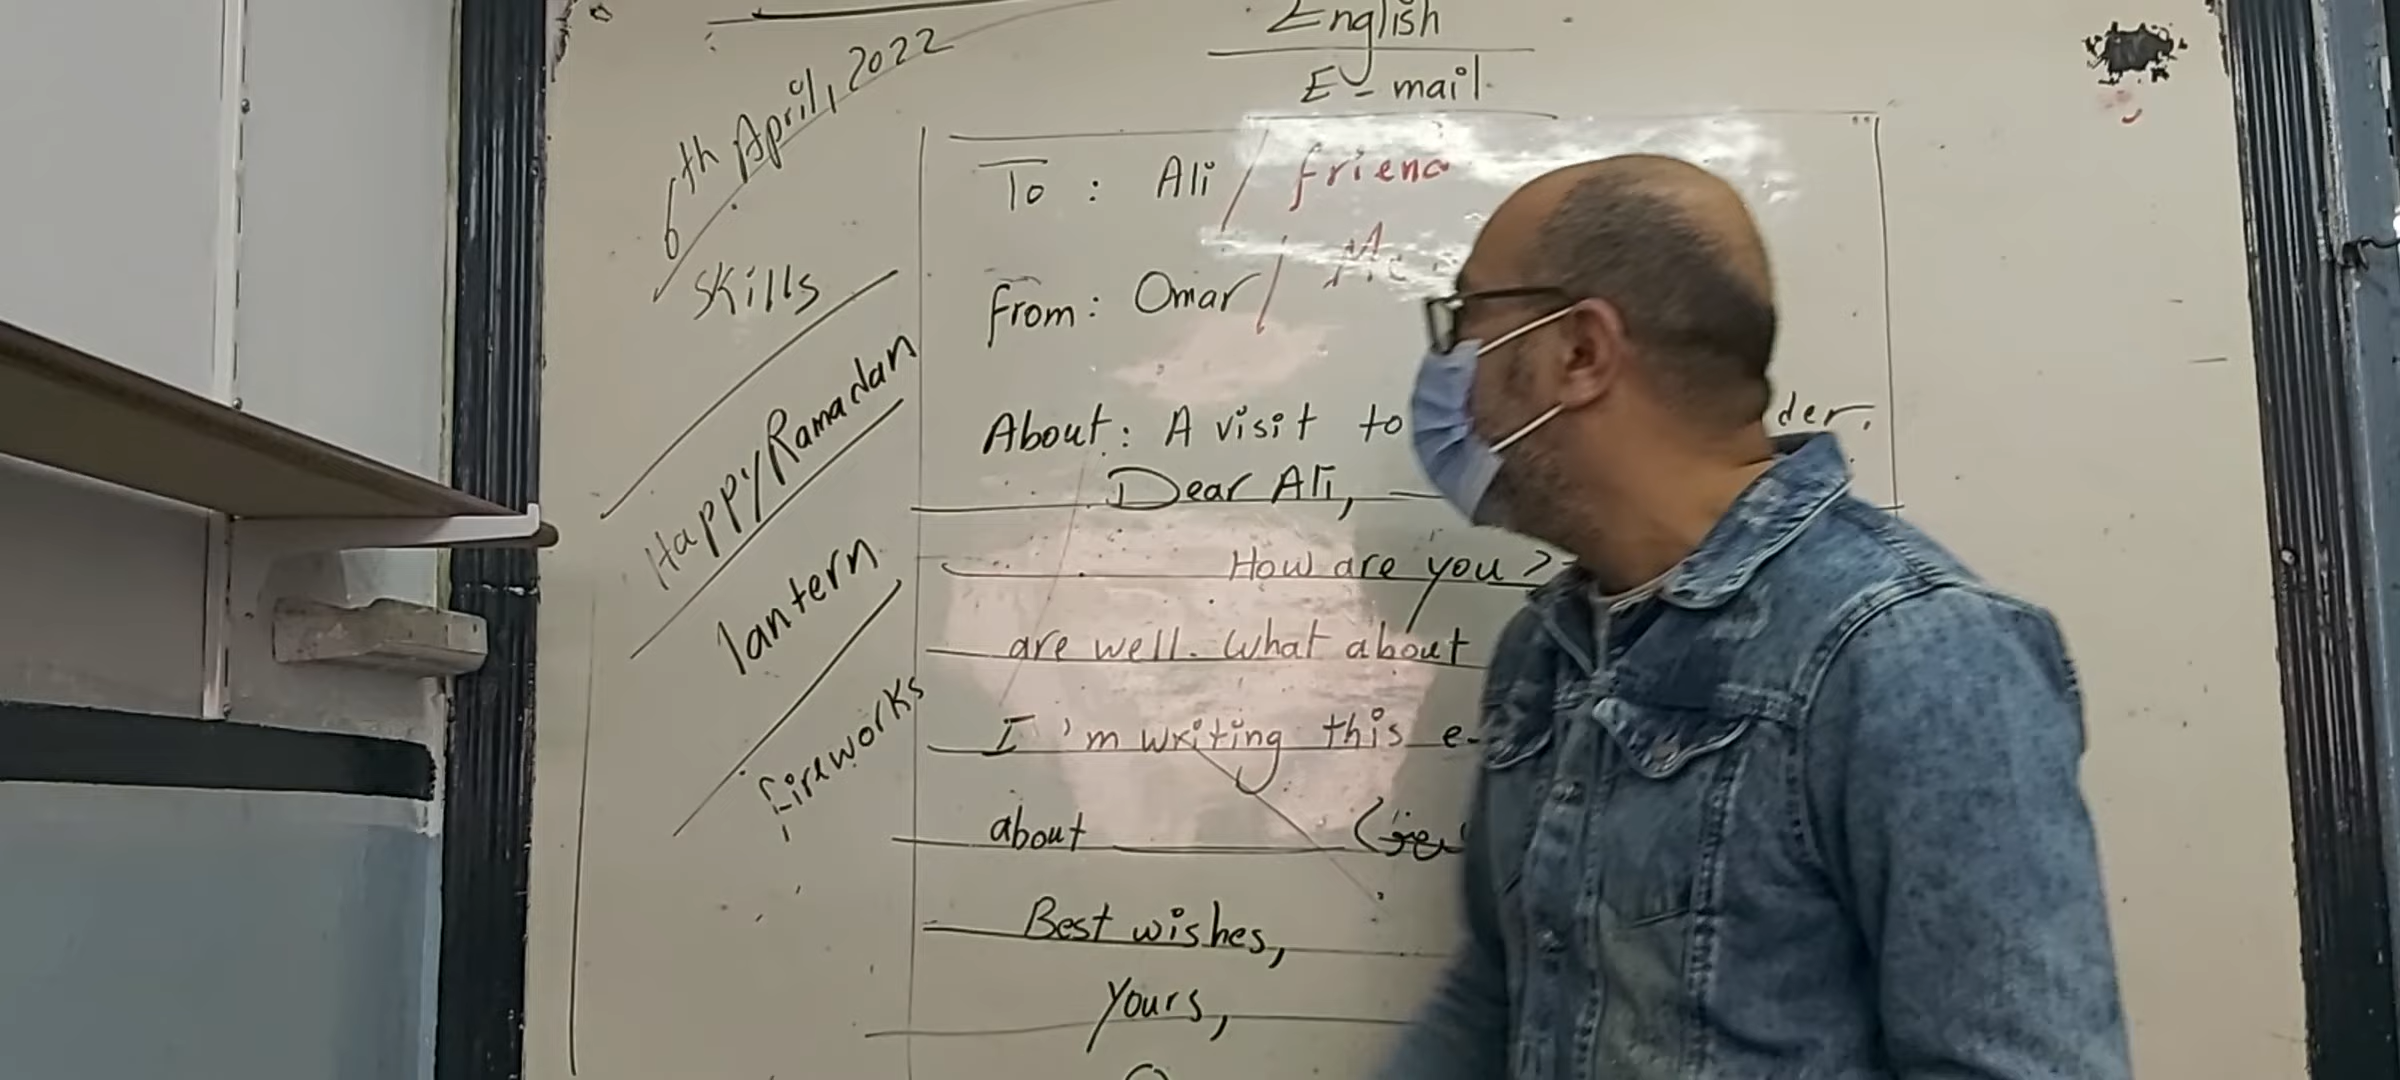 English
E-mail
6th April, 2022
Skills
Happy Ramadan
lantern
fireworks
To : Ali / friend
From : Omar / Me
About : A visit to
Dear Ali,
How are you ?
are well. What about
I'm writing this e-
about
Best wishes,
Yours,